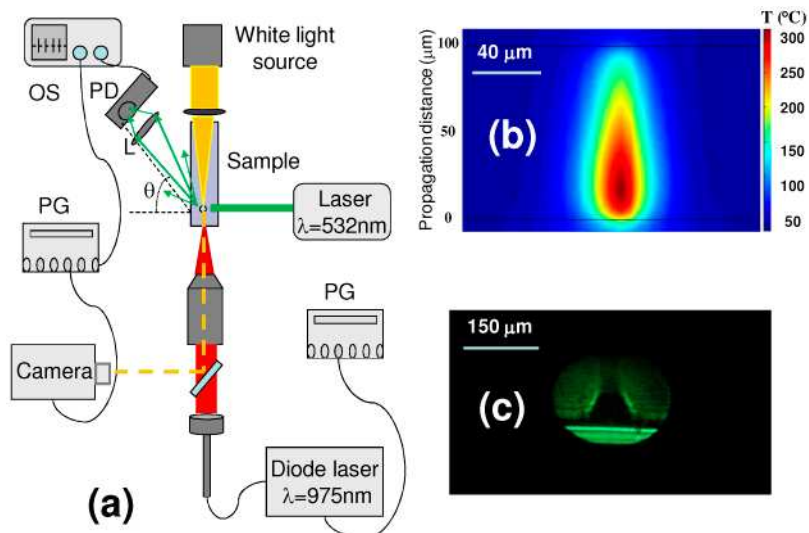 White light
source
OS
PD
L
Sample
θ
PG
Laser
λ=532nm
PG
Camera
Diode laser
λ=975nm
(a)
T (°C)
Propagation distance (µm)
100
50
0
40 µm
(b)
300
250
200
150
100
50
150 µm
(c)